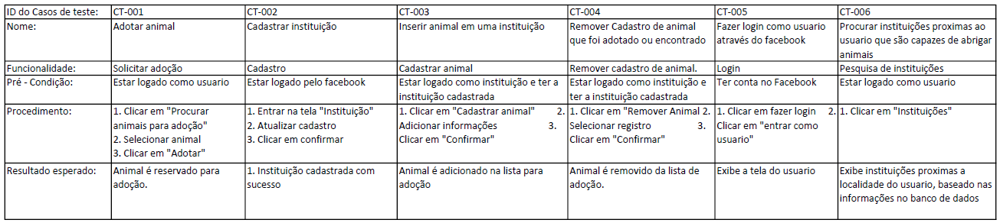 ID do Casos de teste: CT-001 CT-002 CT-003 CT-004 CT-005 CT-006
Nome: Adotar animal Cadastrar instituição Inserir animal em uma instituição Remover Cadastro de animal Fazer login como usuario Procurar instituições proximas ao
que foi adotado ou encontrado através do facebook usuario que são capazes de abrigar
animais
Funcionalidade: Solicitar adoção Cadastro Cadastrar animal Remover cadastro de animal. Login Pesquisa de instituições
Pré - Condição: Estar logado como usuario Estar logado pelo facebook Estar logado como instituição e ter a Estar logado como instituição e Ter conta no Facebook Estar logado como usuario
instituição cadastrada ter a instituição cadastrada
Procedimento: 1. Clicar em "Procurar 1. Entrar na tela "Instituição" 1. Clicar em "Cadastrar animal" 2. 1. Clicar em "Remover Animal 2. 1. Clicar em fazer login 2. 1. Clicar em "Instituições"
animais para adoção" 2. Atualizar cadastro Adicionar informações 3. Selecionar registro 3. Clicar em "entrar como
2. Selecionar animal 3. Clicar em confirmar Clicar em "Confirmar" Clicar em "Confirmar" usuario"
3. Clicar em "Adotar"
Resultado esperado: Animal é reservado para 1. Instituição cadastrada com Animal é adicionado na lista para Animal é removido da lista de Exibe a tela do usuario Exibe instituições proximas a
adoção. sucesso adoção adoção. localidade do usuario, baseado nas
informações no banco de dados